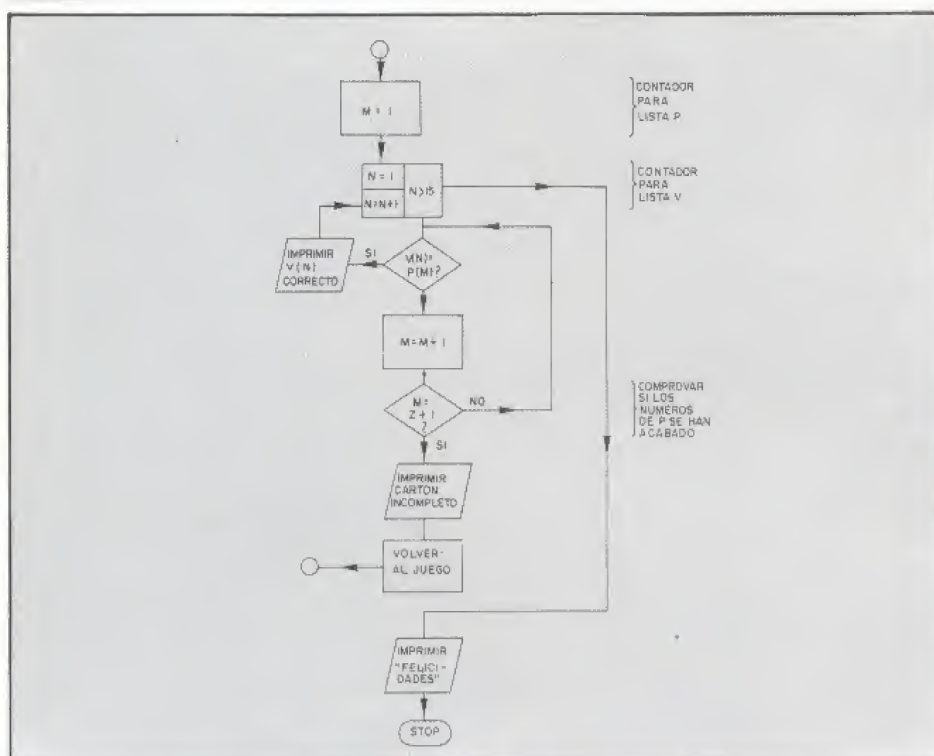 M = 1
CONTADOR
PARA
LISTA P.
N = 1
N=N+1
N>15
CONTADOR
PARA
LISTA V
IMPRIMIR
V(N)
CORRECTO
SI
V(N)=
P(M)?
M=M+1
M=
Z+1
?
NO
SI
COMPROVAR
SI LOS
NUMEROS
DE P SE HAN
ACABADO
IMPRIMIR
CARTON
INCOMPLETO
VOLVER-
AL JUEGO
IMPRIMIR
"FELICI-
DADES"
STOP